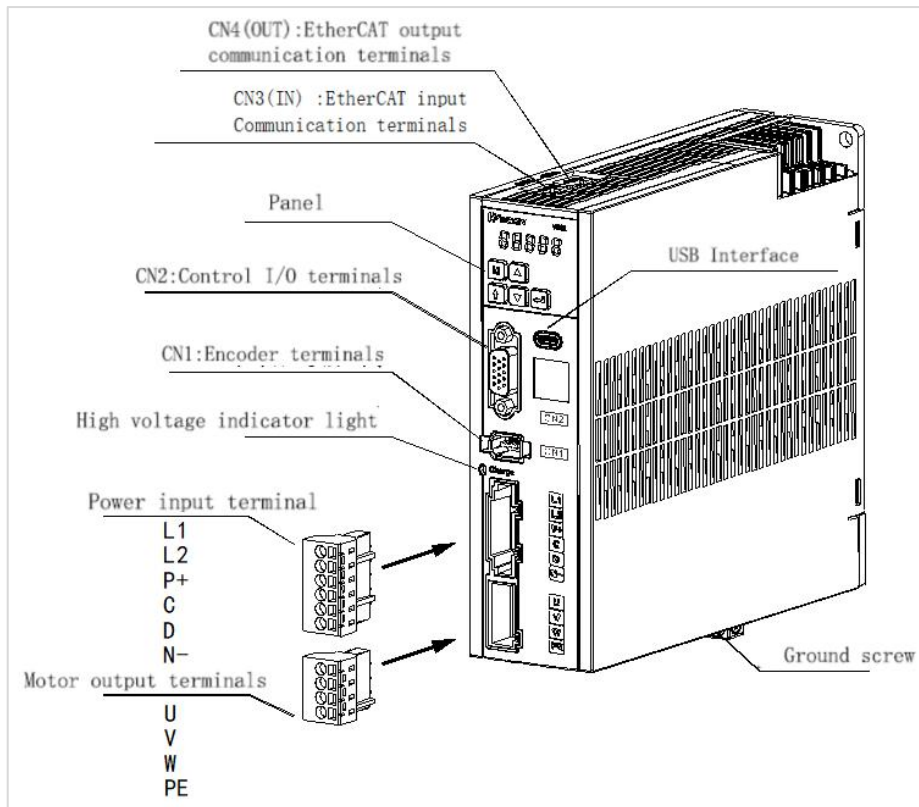 CN4(OUT):EtherCAT output
communication terminals
CN3(IN) :EtherCAT input
Communication terminals
Panel
USB Interface
CN2:Control I/O terminals
CN1:Encoder terminals
CN2
High voltage indicator light
CN1
Charge
Power input terminal
L1
L2
P+
C
D
N-
Motor output terminals
U
V
W
PE
Ground screw